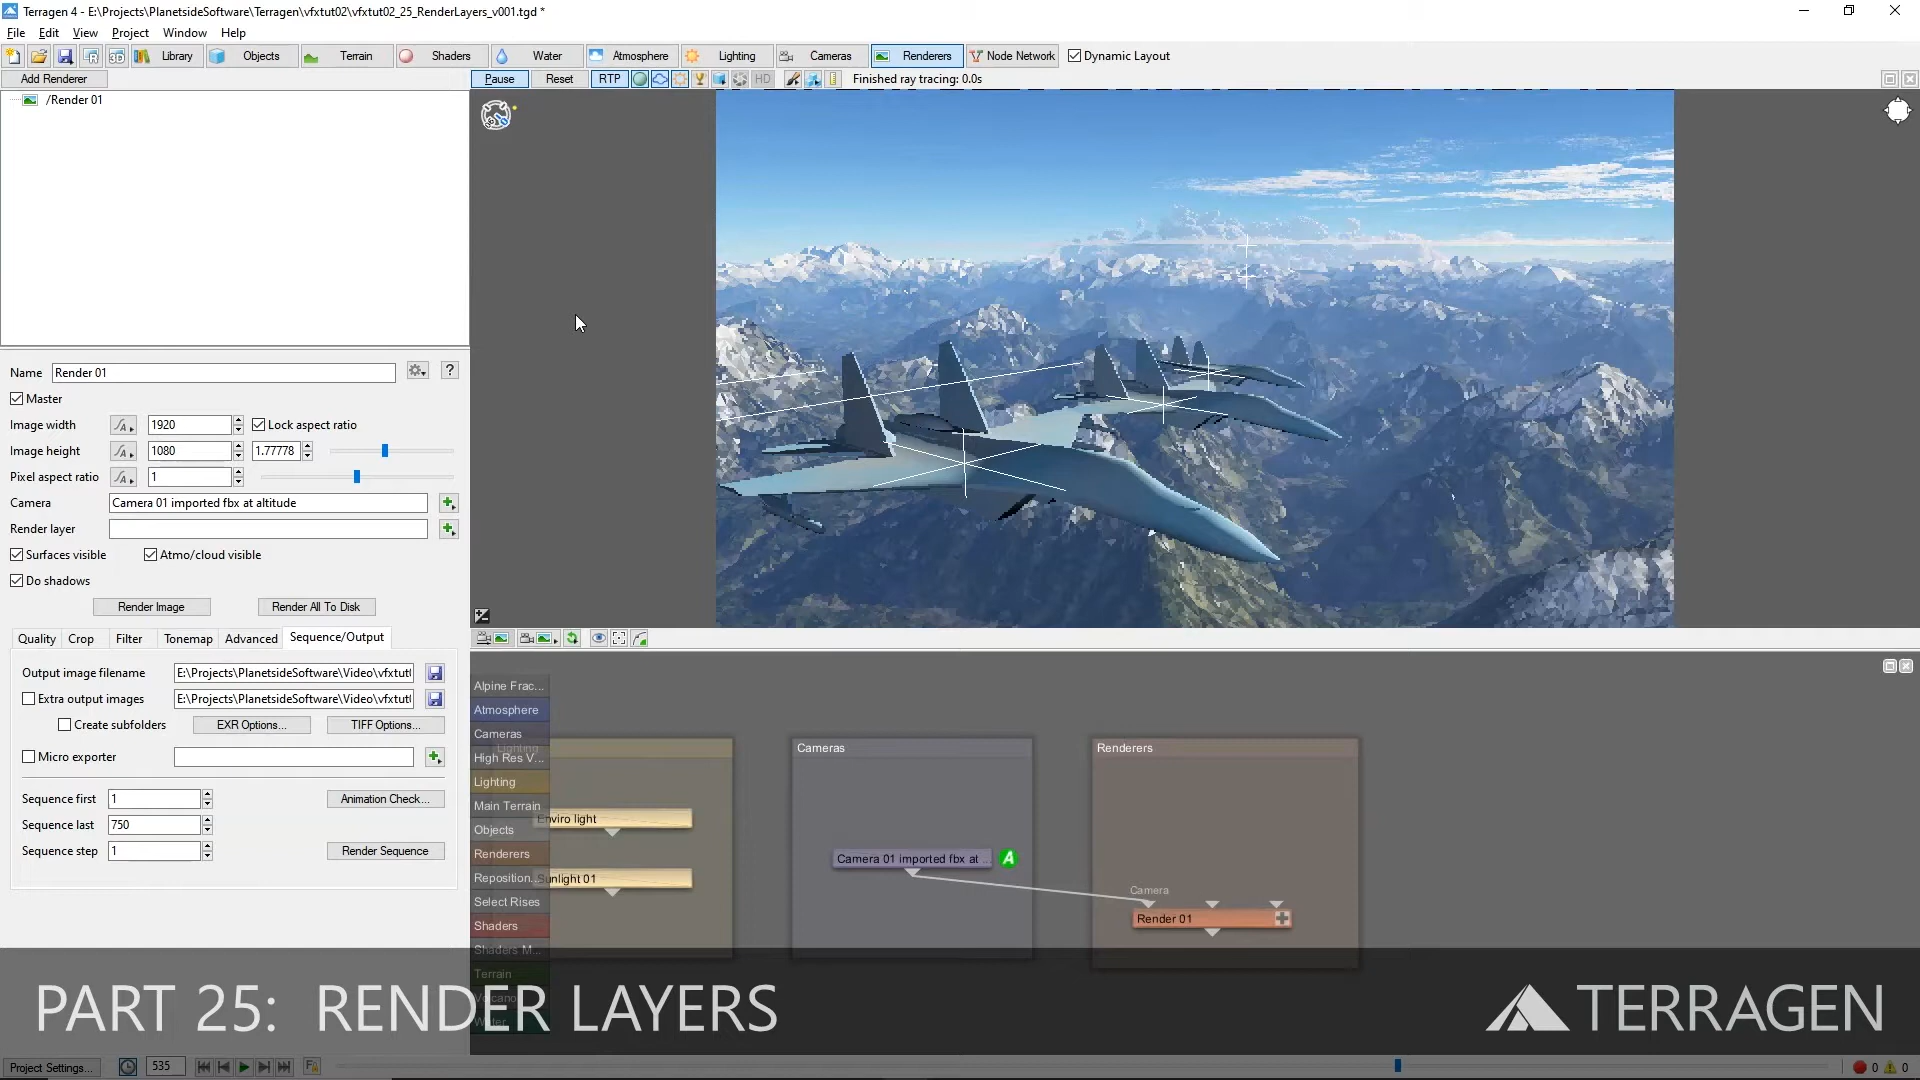 Terragen 4 - E:\Projects\PlanetsideSoftware\Terragen\vfxtut02\vfxtut02_25_RenderLayers_v001.tgd *
File Edit View Project Window Help
Library Objects Terrain Shaders Water Atmosphere Lighting Cameras Renderers Node Network Dynamic Layout
Add Renderer
Pause Reset RTP HD Finished ray tracing: 0.0s
/Render 01
Name Render 01 ?
Master
Image width 1920 Lock aspect ratio
Image height 1080 1.77778
Pixel aspect ratio 1
Camera Camera 01 imported fbx at altitude
Render layer
Surfaces visible Atmo/cloud visible
Do shadows
Render Image Render All To Disk
Quality Crop Filter Tonemap Advanced Sequence/Output
Output image filename E:\Projects\PlanetsideSoftware\Video\vfxtut(
Extra output images E:\Projects\PlanetsideSoftware\Video\vfxtut(
Create subfolders EXR Options... TIFF Options...
Micro exporter
Sequence first 1 Animation Check...
Sequence last 750
Sequence step 1 Render Sequence
Alpine Frac...
Atmosphere
Cameras
High Res V...
Lighting
Main Terrain
Objects
Renderers
Reposition...
Select Rises
Shaders
Shaders M...
Terrain
Volcano
Water
Lighting
Enviro light
Sunlight 01
Cameras
Camera 01 imported fbx at ...
A
Renderers
Camera
Render 01
PART 25: RENDER LAYERS
TERRAGEN
Project Settings... 535 0 0